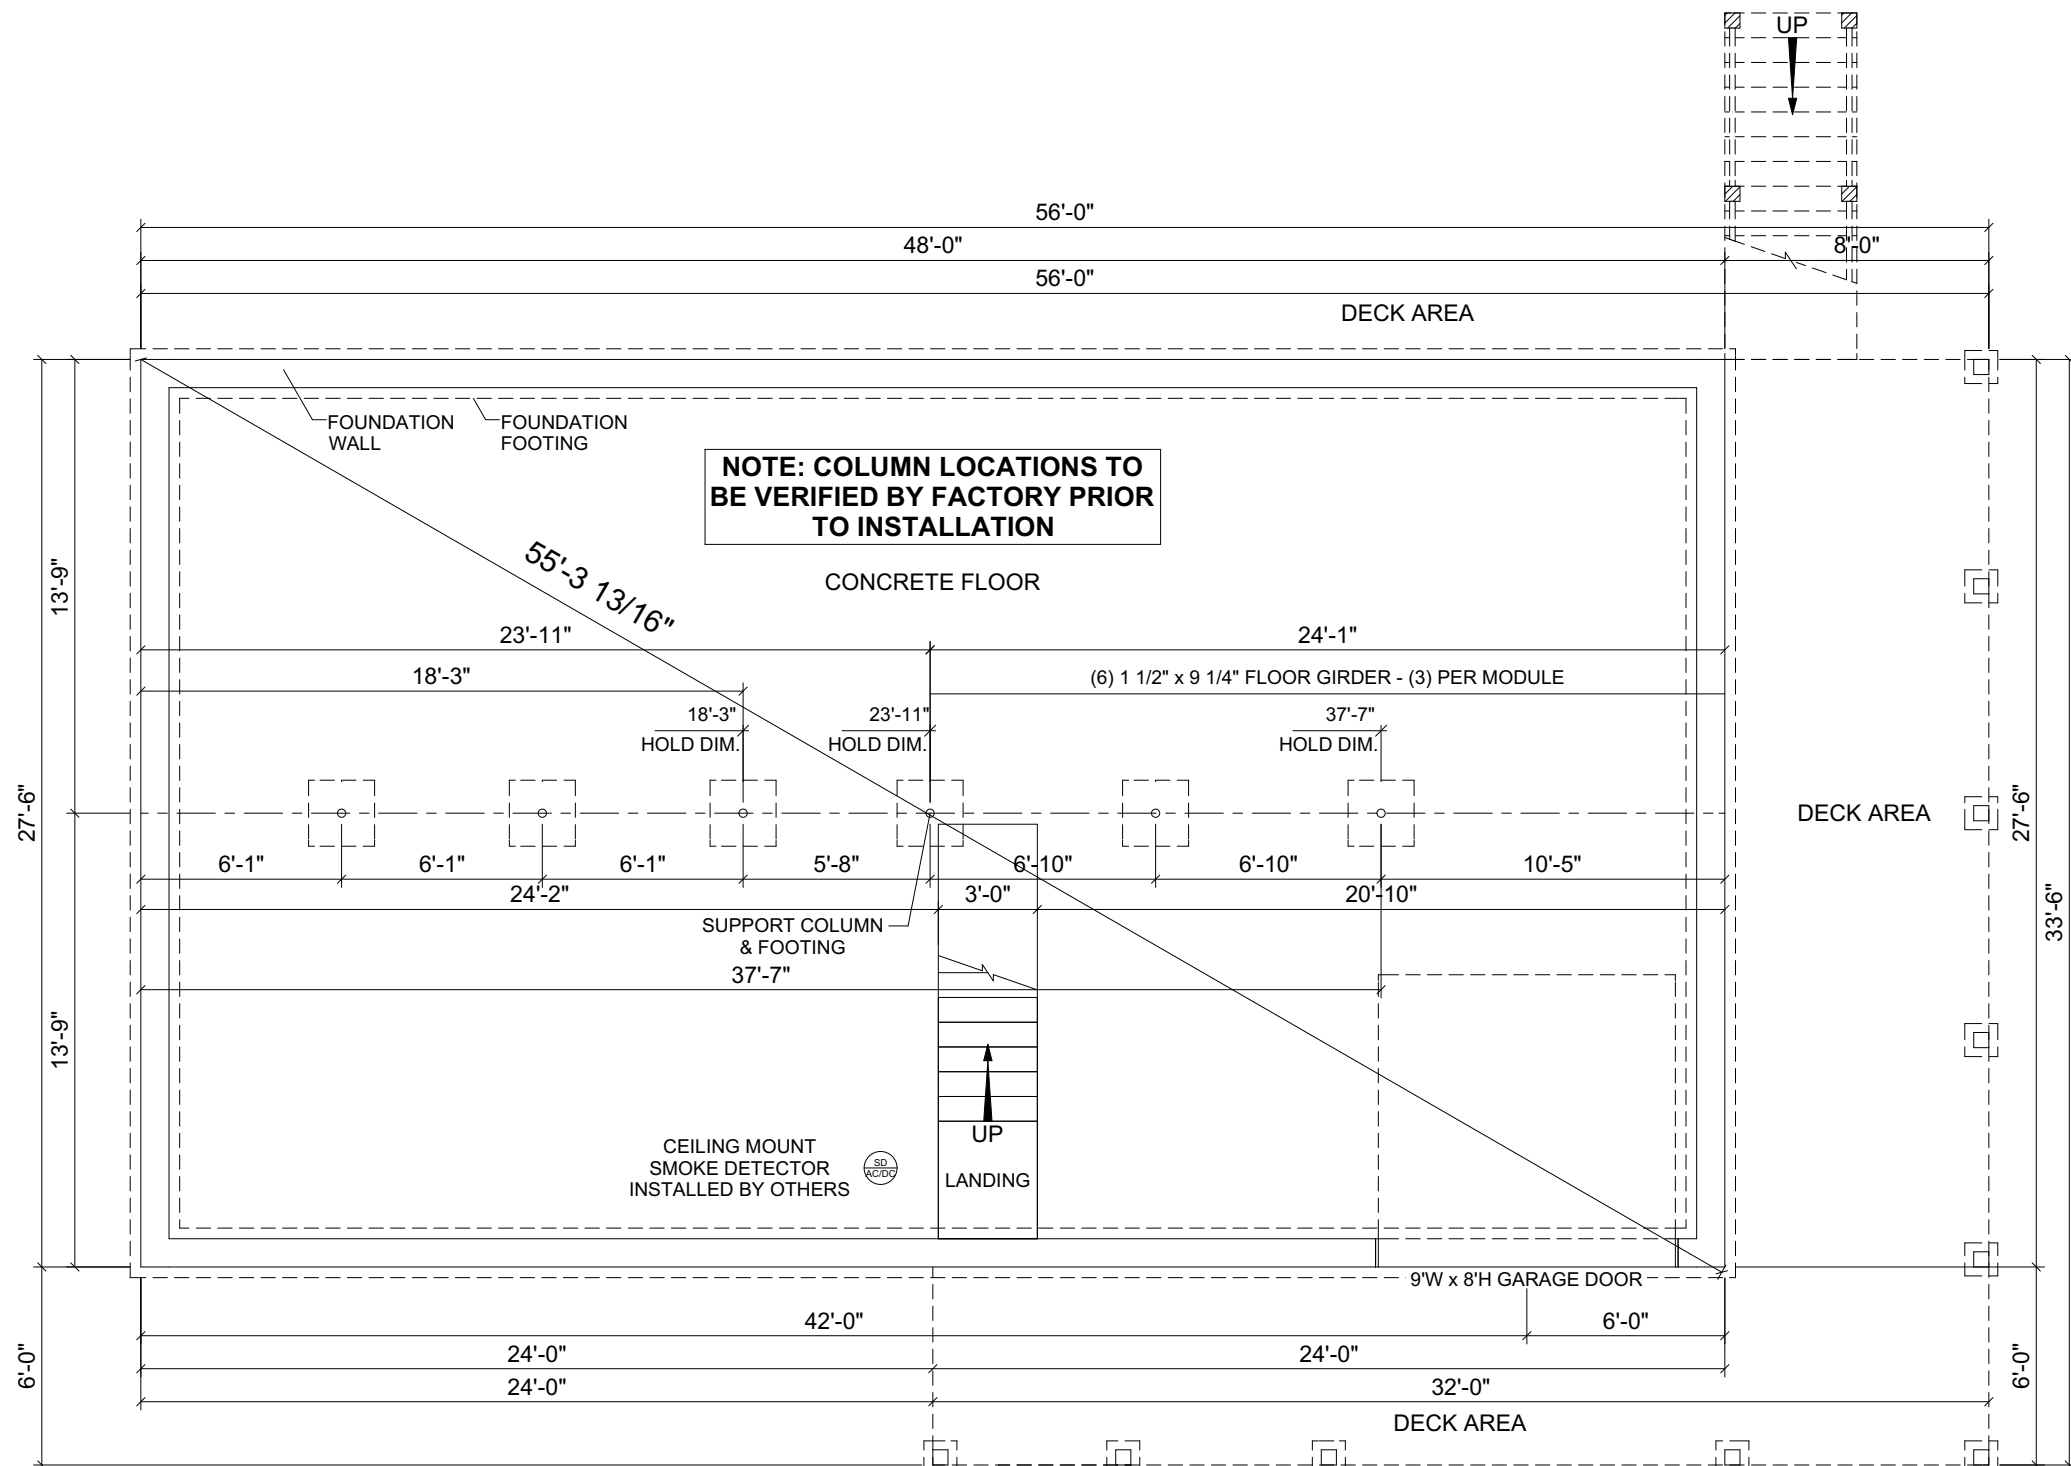 UP
56'-0"
48'-0"
8'-0"
56'-0"
DECK AREA
FOUNDATION
WALL
FOUNDATION
FOOTING
NOTE: COLUMN LOCATIONS TO
BE VERIFIED BY FACTORY PRIOR
TO INSTALLATION
CONCRETE FLOOR
13'-9"
55'-3 13/16"
23'-11"
24'-1"
18'-3"
(6) 1 1/2" x 9 1/4" FLOOR GIRDER - (3) PER MODULE
18'-3"
HOLD DIM.
23'-11"
HOLD DIM.
37'-7"
HOLD DIM.
27'-6"
DECK AREA
27'-6"
33'-6"
6'-1"
6'-1"
6'-1"
5'-8"
6'-10"
6'-10"
10'-5"
24'-2"
3'-0"
20'-10"
SUPPORT COLUMN
& FOOTING
37'-7"
13'-9"
UP
CEILING MOUNT
SMOKE DETECTOR
INSTALLED BY OTHERS
SD
AC/DC
LANDING
9'W x 8'H GARAGE DOOR
42'-0"
6'-0"
24'-0"
24'-0"
6'-0"
6'-0"
24'-0"
32'-0"
DECK AREA